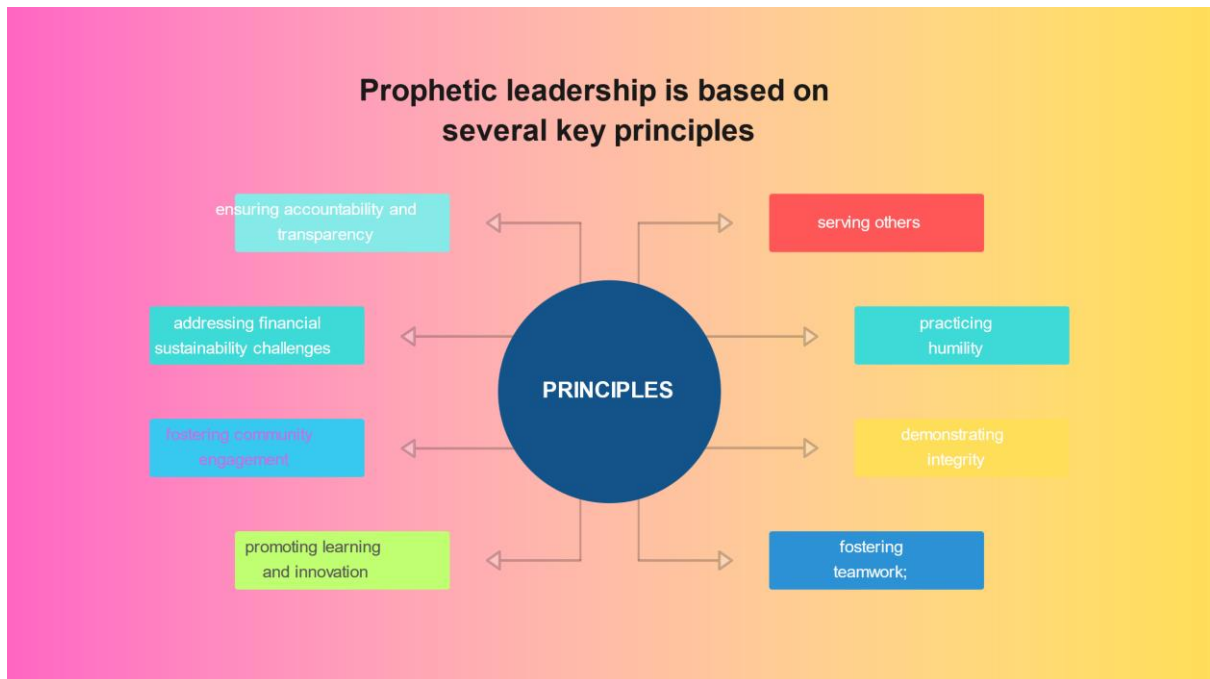 Prophetic leadership is based on
several key principles
ensuring accountability and
transparency
serving others
addressing financial
sustainability challenges
practicing
humility
PRINCIPLES
fostering community
engagement
demonstrating
integrity
promoting learning
and innovation
fostering
teamwork;